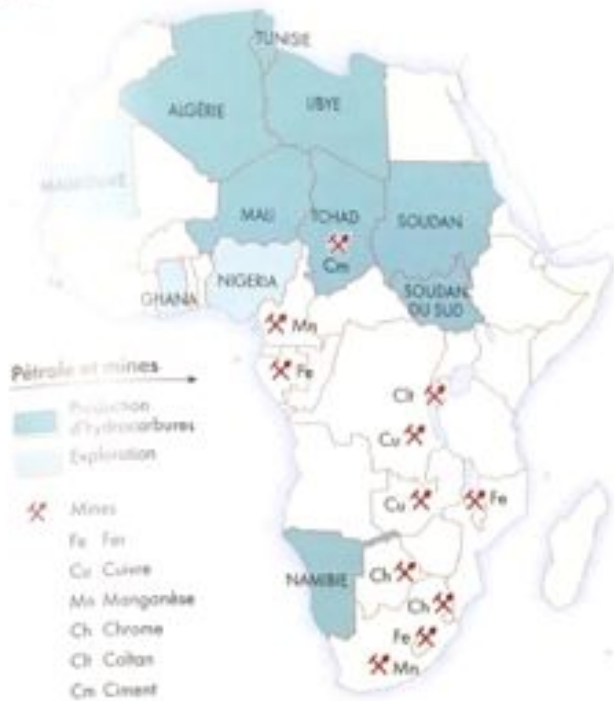 TUNISIE
ALGÉRIE
LIBYE
MAURITANIE
MALI
TCHAD
SOUDAN
Cm
GHANA
NIGERIA
SOUDAN
DU SUD
Mn
Fe
Pétrole et mines
Production
d'hydrocarbures
Exploration
Clt
Cu
Cu
Fe
Mines
Fe Fer
Cu Cuivre
Mn Manganèse
Ch Chrome
Clt Coltan
Cm Ciment
NAMIBIE
Ch
Ch
Fe
Mn